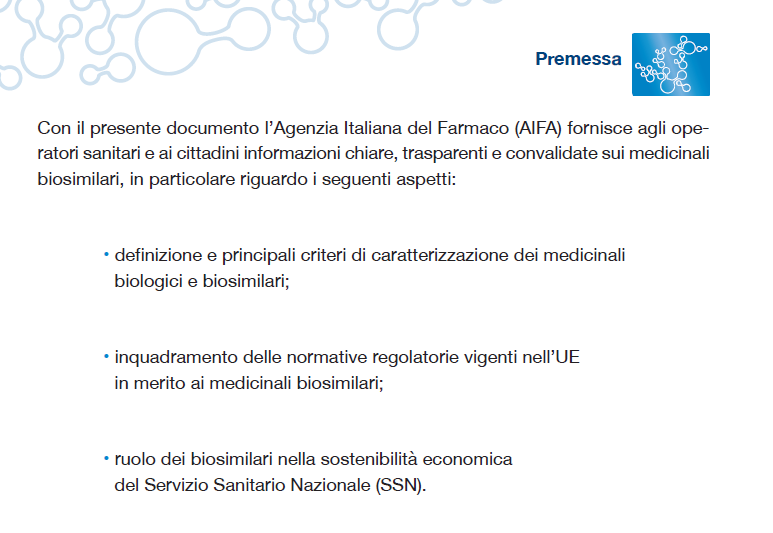 Premessa
Con il presente documento l’Agenzia Italiana del Farmaco (AIFA) fornisce agli ope-
ratori sanitari e ai cittadini informazioni chiare, trasparenti e convalidate sui medicinali
biosimilari, in particolare riguardo i seguenti aspetti:
• definizione e principali criteri di caratterizzazione dei medicinali
biologici e biosimilari;
• inquadramento delle normative regolatorie vigenti nell’UE
in merito ai medicinali biosimilari;
• ruolo dei biosimilari nella sostenibilità economica
del Servizio Sanitario Nazionale (SSN).